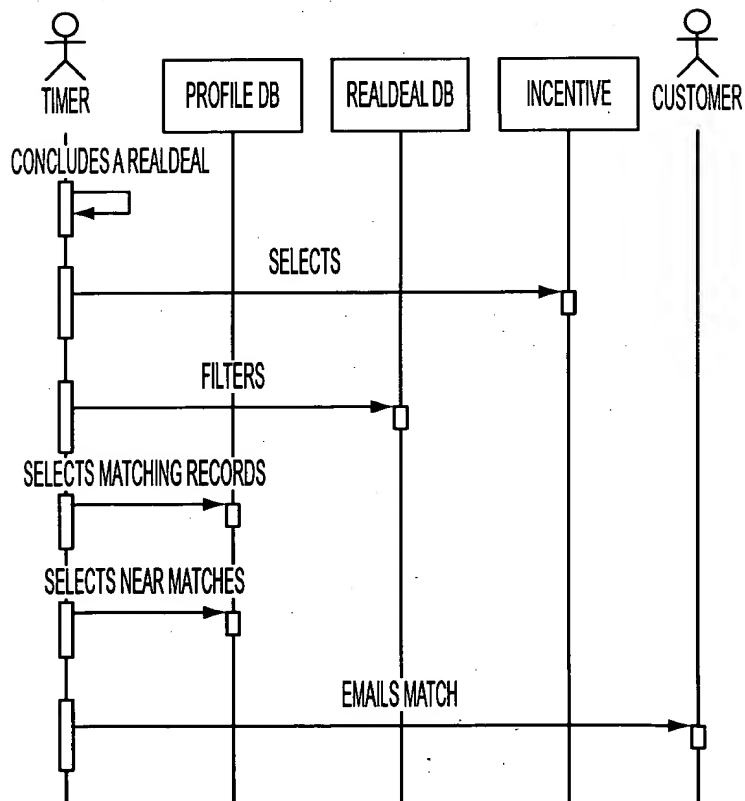 TIMER
PROFILE DB
REALDEAL DB
INCENTIVE
CUSTOMER
CONCLUDES A REALDEAL
SELECTS
FILTERS
SELECTS MATCHING RECORDS
SELECTS NEAR MATCHES
EMAILS MATCH